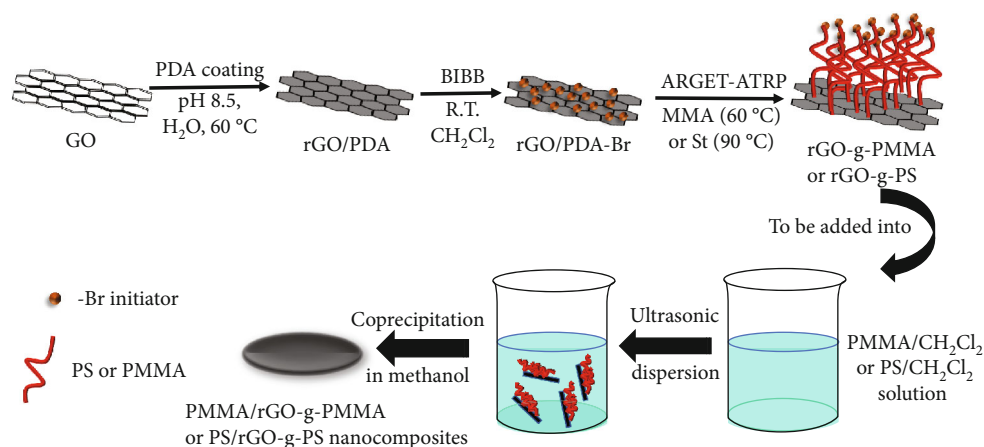 GO
PDA coating
pH 8.5,
H₂O, 60 °C
rGO/PDA
BIBB
R.T.
CH₂Cl₂
rGO/PDA-Br
ARGET-ATRP
MMA (60 °C)
or St (90 °C)
rGO-g-PMMA
or rGO-g-PS
To be added into
PMMA/CH₂Cl₂
or PS/CH₂Cl₂
solution
Ultrasonic
dispersion
Coprecipitation
in methanol
PMMA/rGO-g-PMMA
or PS/rGO-g-PS nanocomposites
-Br initiator
PS or PMMA